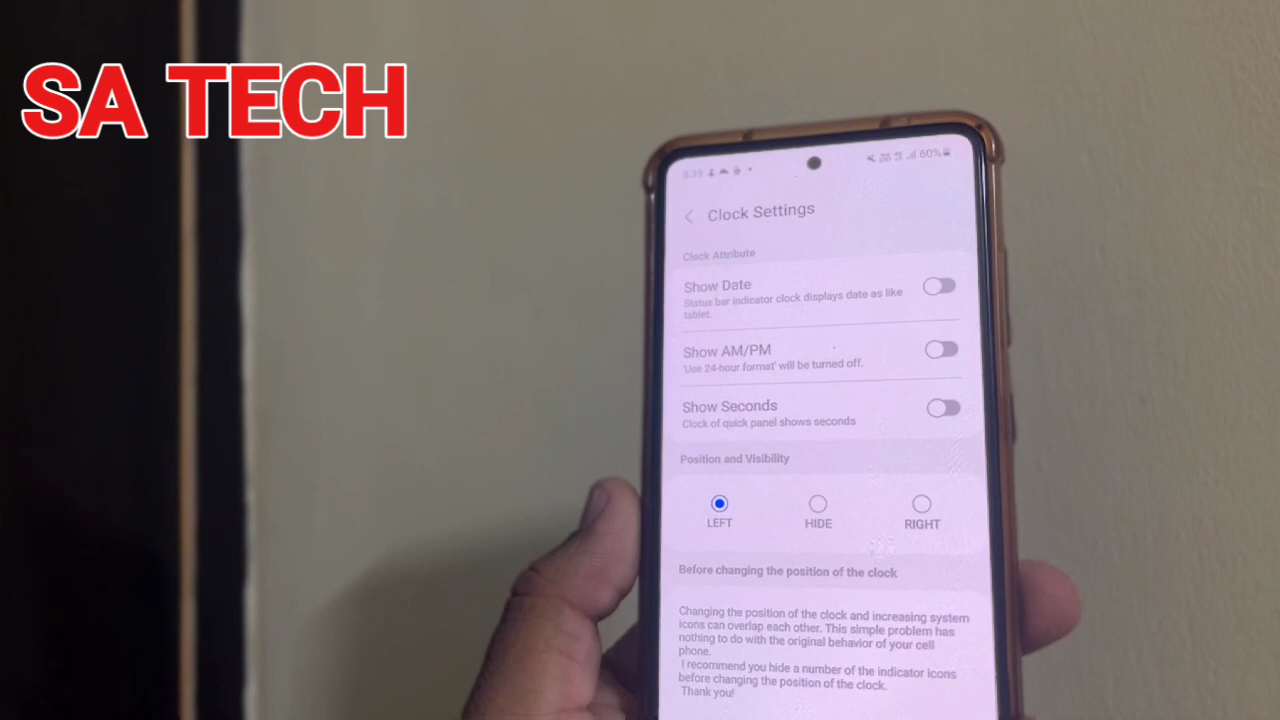 SA TECH
8:39
60%
Clock Settings
Clock Attribute
Show Date
Status bar indicator clock displays date as like
tablet.
Show AM/PM
'Use 24-hour format' will be turned off.
Show Seconds
Clock of quick panel shows seconds
Position and Visibility
LEFT HIDE RIGHT
Before changing the position of the clock
Changing the position of the clock and increasing system
icons can overlap each other. This simple problem has
nothing to do with the original behavior of your cell
phone.
I recommend you hide a number of the indicator icons
before changing the position of the clock.
Thank you!